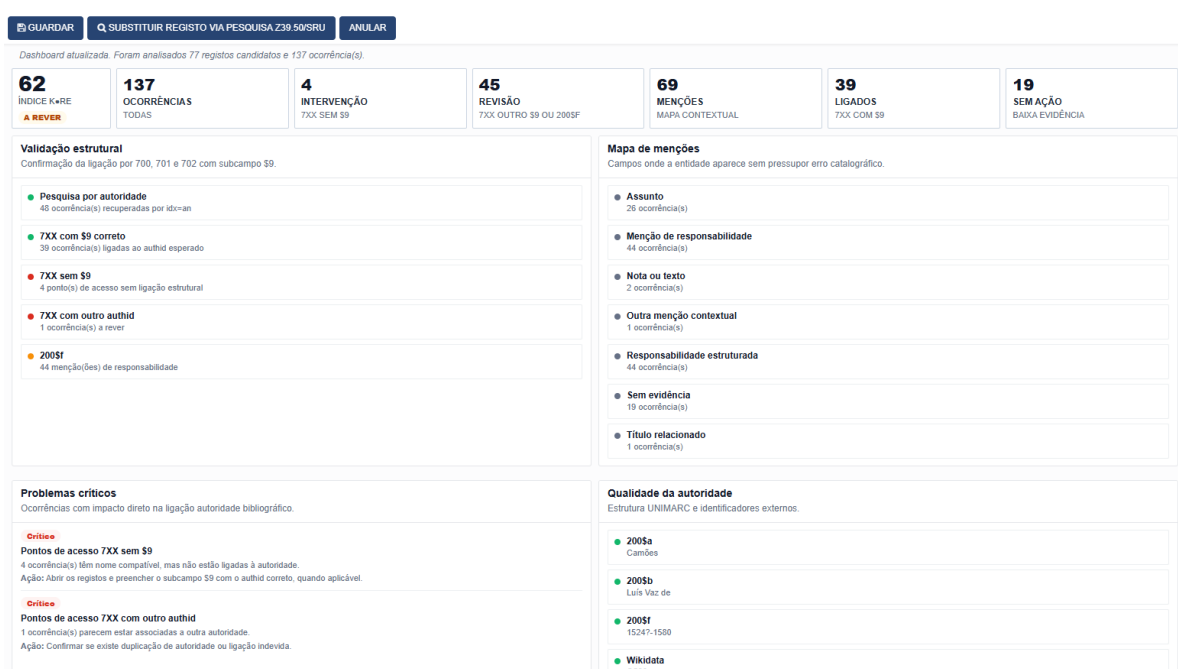 GUARDAR
SUBSTITUIR REGISTO VIA PESQUISA Z39.50/SRU
ANULAR
Dashboard atualizada. Foram analisados 77 registos candidatos e 137 ocorrência(s).
62
ÍNDICE K●RE
A REVER
137
OCORRÊNCIAS
TODAS
4
INTERVENÇÃO
7XX SEM $9
45
REVISÃO
7XX OUTRO $9 OU 200$F
69
MENÇÕES
MAPA CONTEXTUAL
39
LIGADOS
7XX COM $9
19
SEM AÇÃO
BAIXA EVIDÊNCIA
Validação estrutural
Confirmação da ligação por 700, 701 e 702 com subcampo $9.
Pesquisa por autoridade
48 ocorrência(s) recuperadas por idx=an
7XX com $9 correto
39 ocorrência(s) ligadas ao authid esperado
7XX sem $9
4 ponto(s) de acesso sem ligação estrutural
7XX com outro authid
1 ocorrência(s) a rever
200$f
44 menção(ões) de responsabilidade
Mapa de menções
Campos onde a entidade aparece sem pressupor erro catalográfico.
Assunto
26 ocorrência(s)
Menção de responsabilidade
44 ocorrência(s)
Nota ou texto
2 ocorrência(s)
Outra menção contextual
1 ocorrência(s)
Responsabilidade estruturada
44 ocorrência(s)
Sem evidência
19 ocorrência(s)
Título relacionado
1 ocorrência(s)
Problemas críticos
Ocorrências com impacto direto na ligação autoridade bibliográfico.
Crítico
Pontos de acesso 7XX sem $9
4 ocorrência(s) têm nome compatível, mas não estão ligadas à autoridade.
Ação: Abrir os registos e preencher o subcampo $9 com o authid correto, quando aplicável.
Crítico
Pontos de acesso 7XX com outro authid
1 ocorrência(s) parecem estar associadas a outra autoridade.
Ação: Confirmar se existe duplicação de autoridade ou ligação indevida.
Qualidade da autoridade
Estrutura UNIMARC e identificadores externos.
200$a
Camões
200$b
Luís Vaz de
200$f
1524?-1580
Wikidata